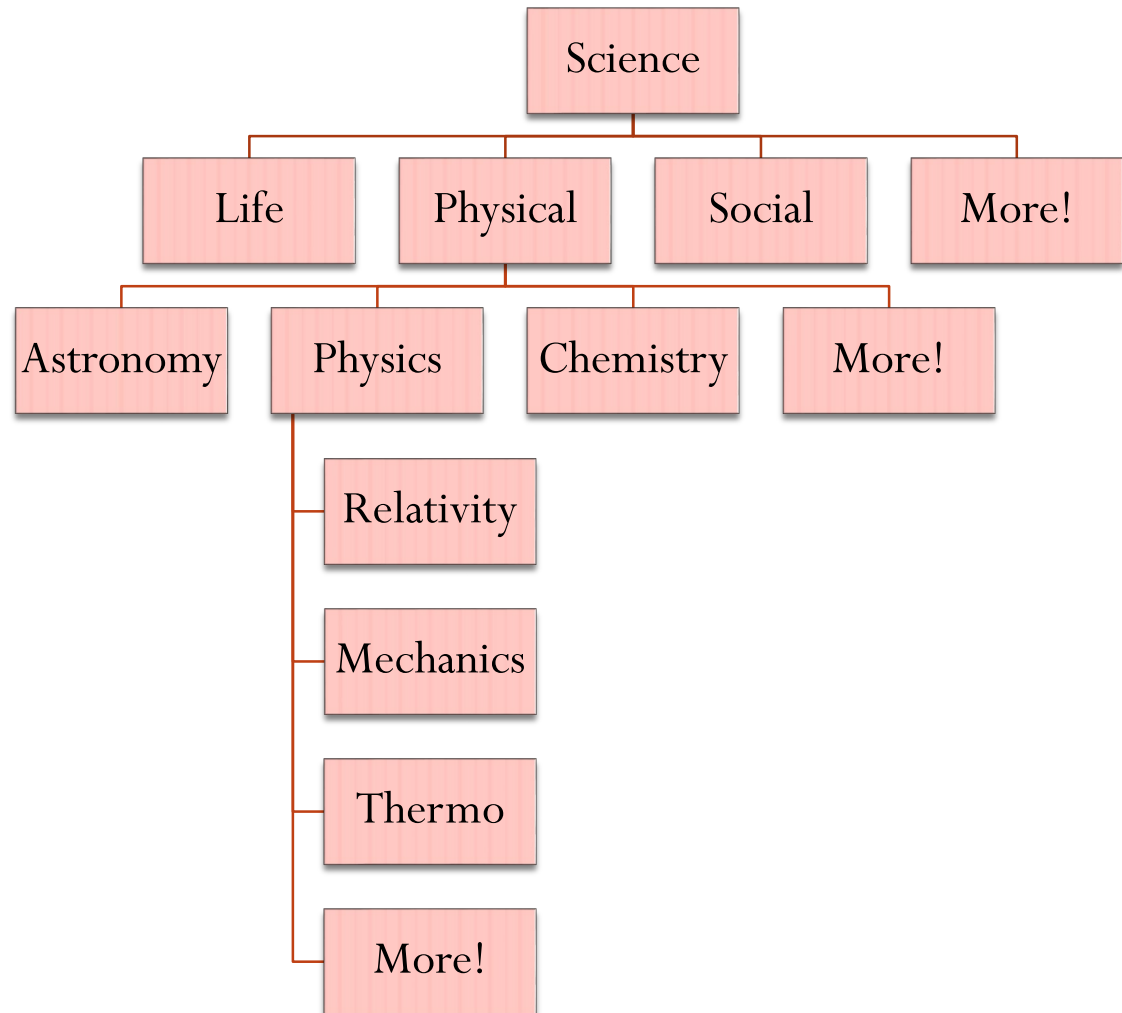 Science
Life
Physical
Social
More!
Astronomy
Physics
Chemistry
More!
Relativity
Mechanics
Thermo
More!